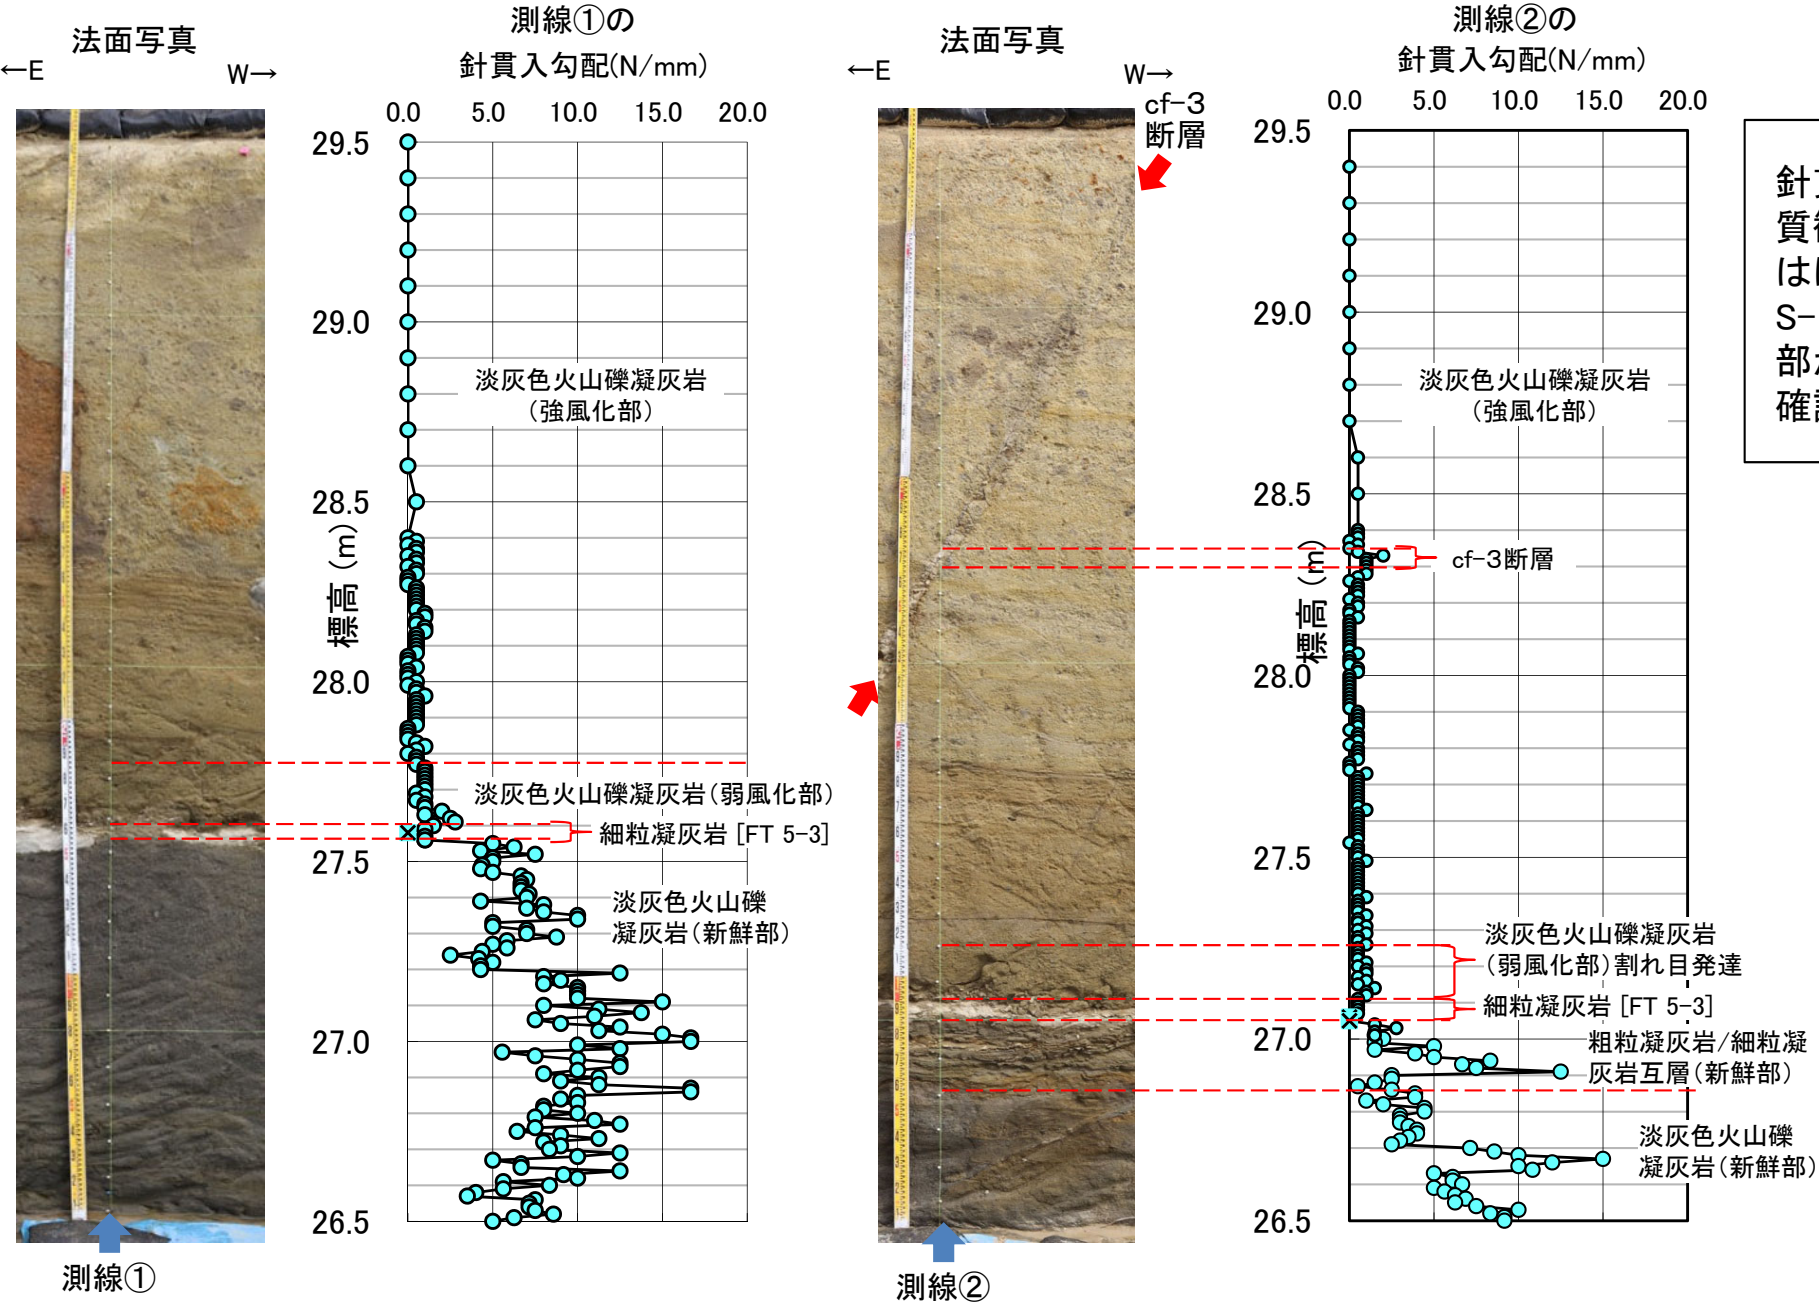 法面写真
←E
W→
測線①の
針貫入勾配(N/mm)
0.0 5.0 10.0 15.0 20.0
29.5
29.0
28.5
28.0
27.5
27.0
26.5
標高（m）
淡灰色火山礫凝灰岩
（強風化部）
淡灰色火山礫凝灰岩（弱風化部）
細粒凝灰岩 [FT 5-3]
淡灰色火山礫
凝灰岩（新鮮部）
測線①
法面写真
←E
W→
cf-3
断層
測線②の
針貫入勾配(N/mm)
0.0 5.0 10.0 15.0 20.0
29.5
29.0
28.5
28.0
27.5
27.0
26.5
標高（m）
淡灰色火山礫凝灰岩
（強風化部）
cf-3断層
淡灰色火山礫凝灰岩
（弱風化部）割れ目発達
細粒凝灰岩 [FT 5-3]
粗粒凝灰岩/細粒凝
灰岩互層（新鮮部）
淡灰色火山礫
凝灰岩（新鮮部）
測線②
針
質
は
S-
部
確